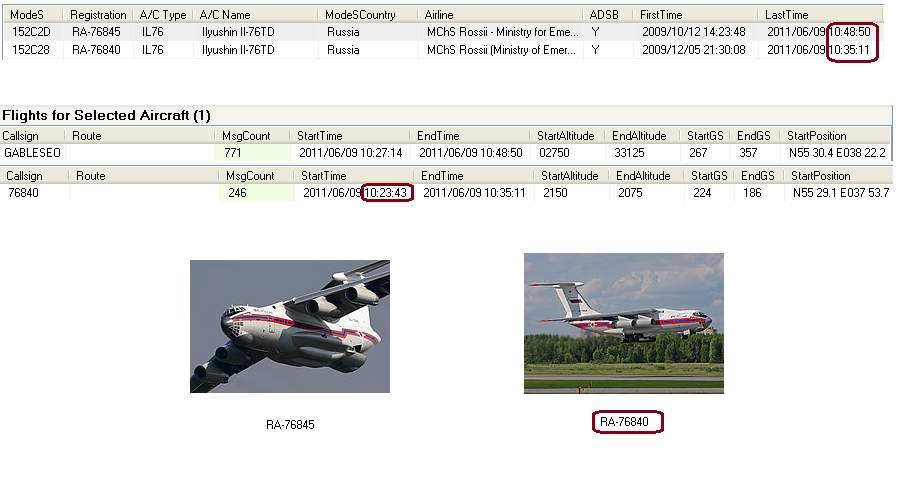 ModeS Registration A/C Type A/C Name ModeSCountry Airline ADSB FirstTime LastTime
152C2D RA-76845 IL76 Ilyushin Il-76TD Russia MChS Rossii - Ministry for Eme... Y 2009/10/12 14:23:48 2011/06/09 10:48:50
152C28 RA-76840 IL76 Ilyushin Il-76TD Russia MChS Rossii (Ministry of Emer... Y 2009/12/05 21:30:08 2011/06/09 10:35:11
Flights for Selected Aircraft (1)
Callsign Route MsgCount StartTime EndTime StartAltitude EndAltitude StartGS EndGS StartPosition
GABLESEO 771 2011/06/09 10:27:14 2011/06/09 10:48:50 02750 33125 267 357 N55 30.4 E038 22.2
Callsign Route MsgCount StartTime EndTime StartAltitude EndAltitude StartGS EndGS StartPosition
76840 246 2011/06/09 10:23:43 2011/06/09 10:35:11 2150 2075 224 186 N55 29.1 E037 53.7
RA-76845
RA-76840